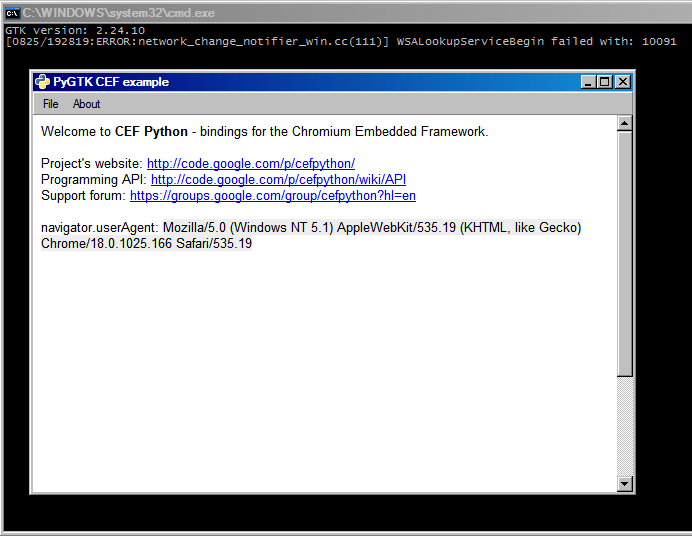 C:\WINDOWS\system32\cmd.exe
GTK version: 2.24.10
[0825/192819:ERROR:network_change_notifier_win.cc(111)] WSALookupServiceBegin failed with: 10091
PyGTK CEF example
File About
Welcome to CEF Python - bindings for the Chromium Embedded Framework.
Project's website: http://code.google.com/p/cefpython/
Programming API: http://code.google.com/p/cefpython/wiki/API
Support forum: https://groups.google.com/group/cefpython?hl=en
navigator.userAgent: Mozilla/5.0 (Windows NT 5.1) AppleWebKit/535.19 (KHTML, like Gecko)
Chrome/18.0.1025.166 Safari/535.19